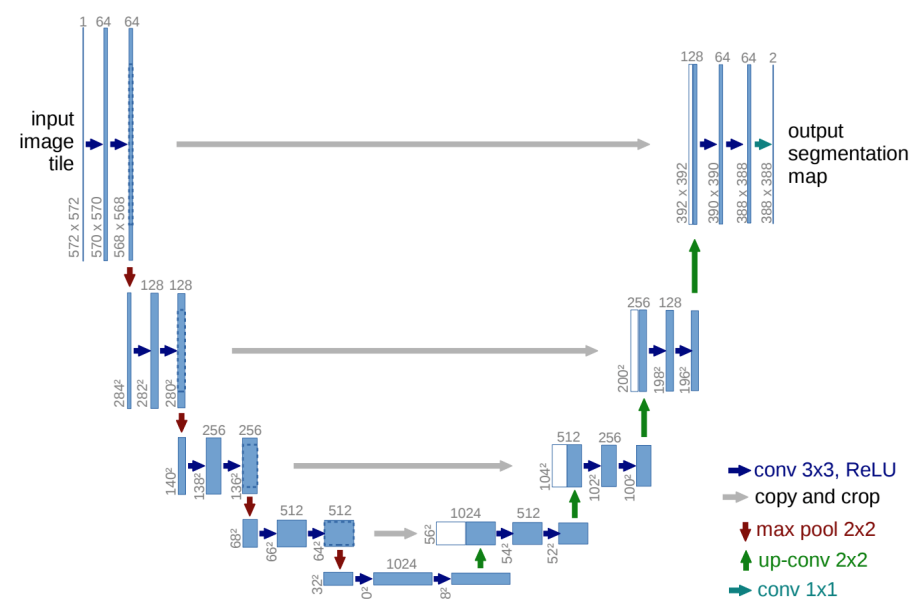 1 64 64
input
image
tile
572 x 572
570 x 570
568 x 568
128 64 64 2
output
segmentation
map
392 x 392
390 x 390
388 x 388
388 x 388
128 128
284²
282²
280²
256 128
200²
198²
196²
256 256
140²
138²
136²
512 256
104²
102²
100²
512 512
68²
66²
64²
1024 512
56²
54²
52²
1024
32²
0²
8²
conv 3x3, ReLU
copy and crop
max pool 2x2
up-conv 2x2
conv 1x1